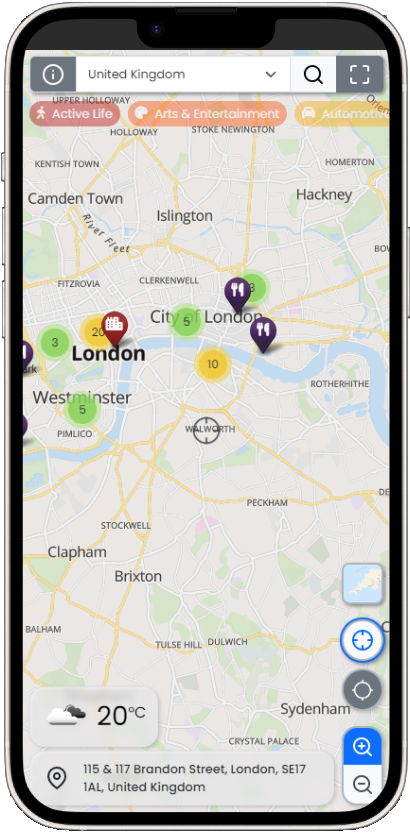 United Kingdom
UPPER HOLLOWAY
Active Life
Arts & Entertainment
Automotive
HOLLOWAY
STOKE NEWINGTON
KENTISH TOWN
HOMERTON
Camden Town
Hackney
Islington
River Fleet
FITZROVIA
CLERKENWELL
3
City of London
5
20
3
London
10
Westminster
5
ROTHERHITHE
PIMLICO
WALWORTH
PECKHAM
STOCKWELL
Clapham
Brixton
BALHAM
TULSE HILL
DULWICH
20°C
Sydenham
CRYSTAL PALACE
115 & 117 Brandon Street, London, SE17
1AL, United Kingdom